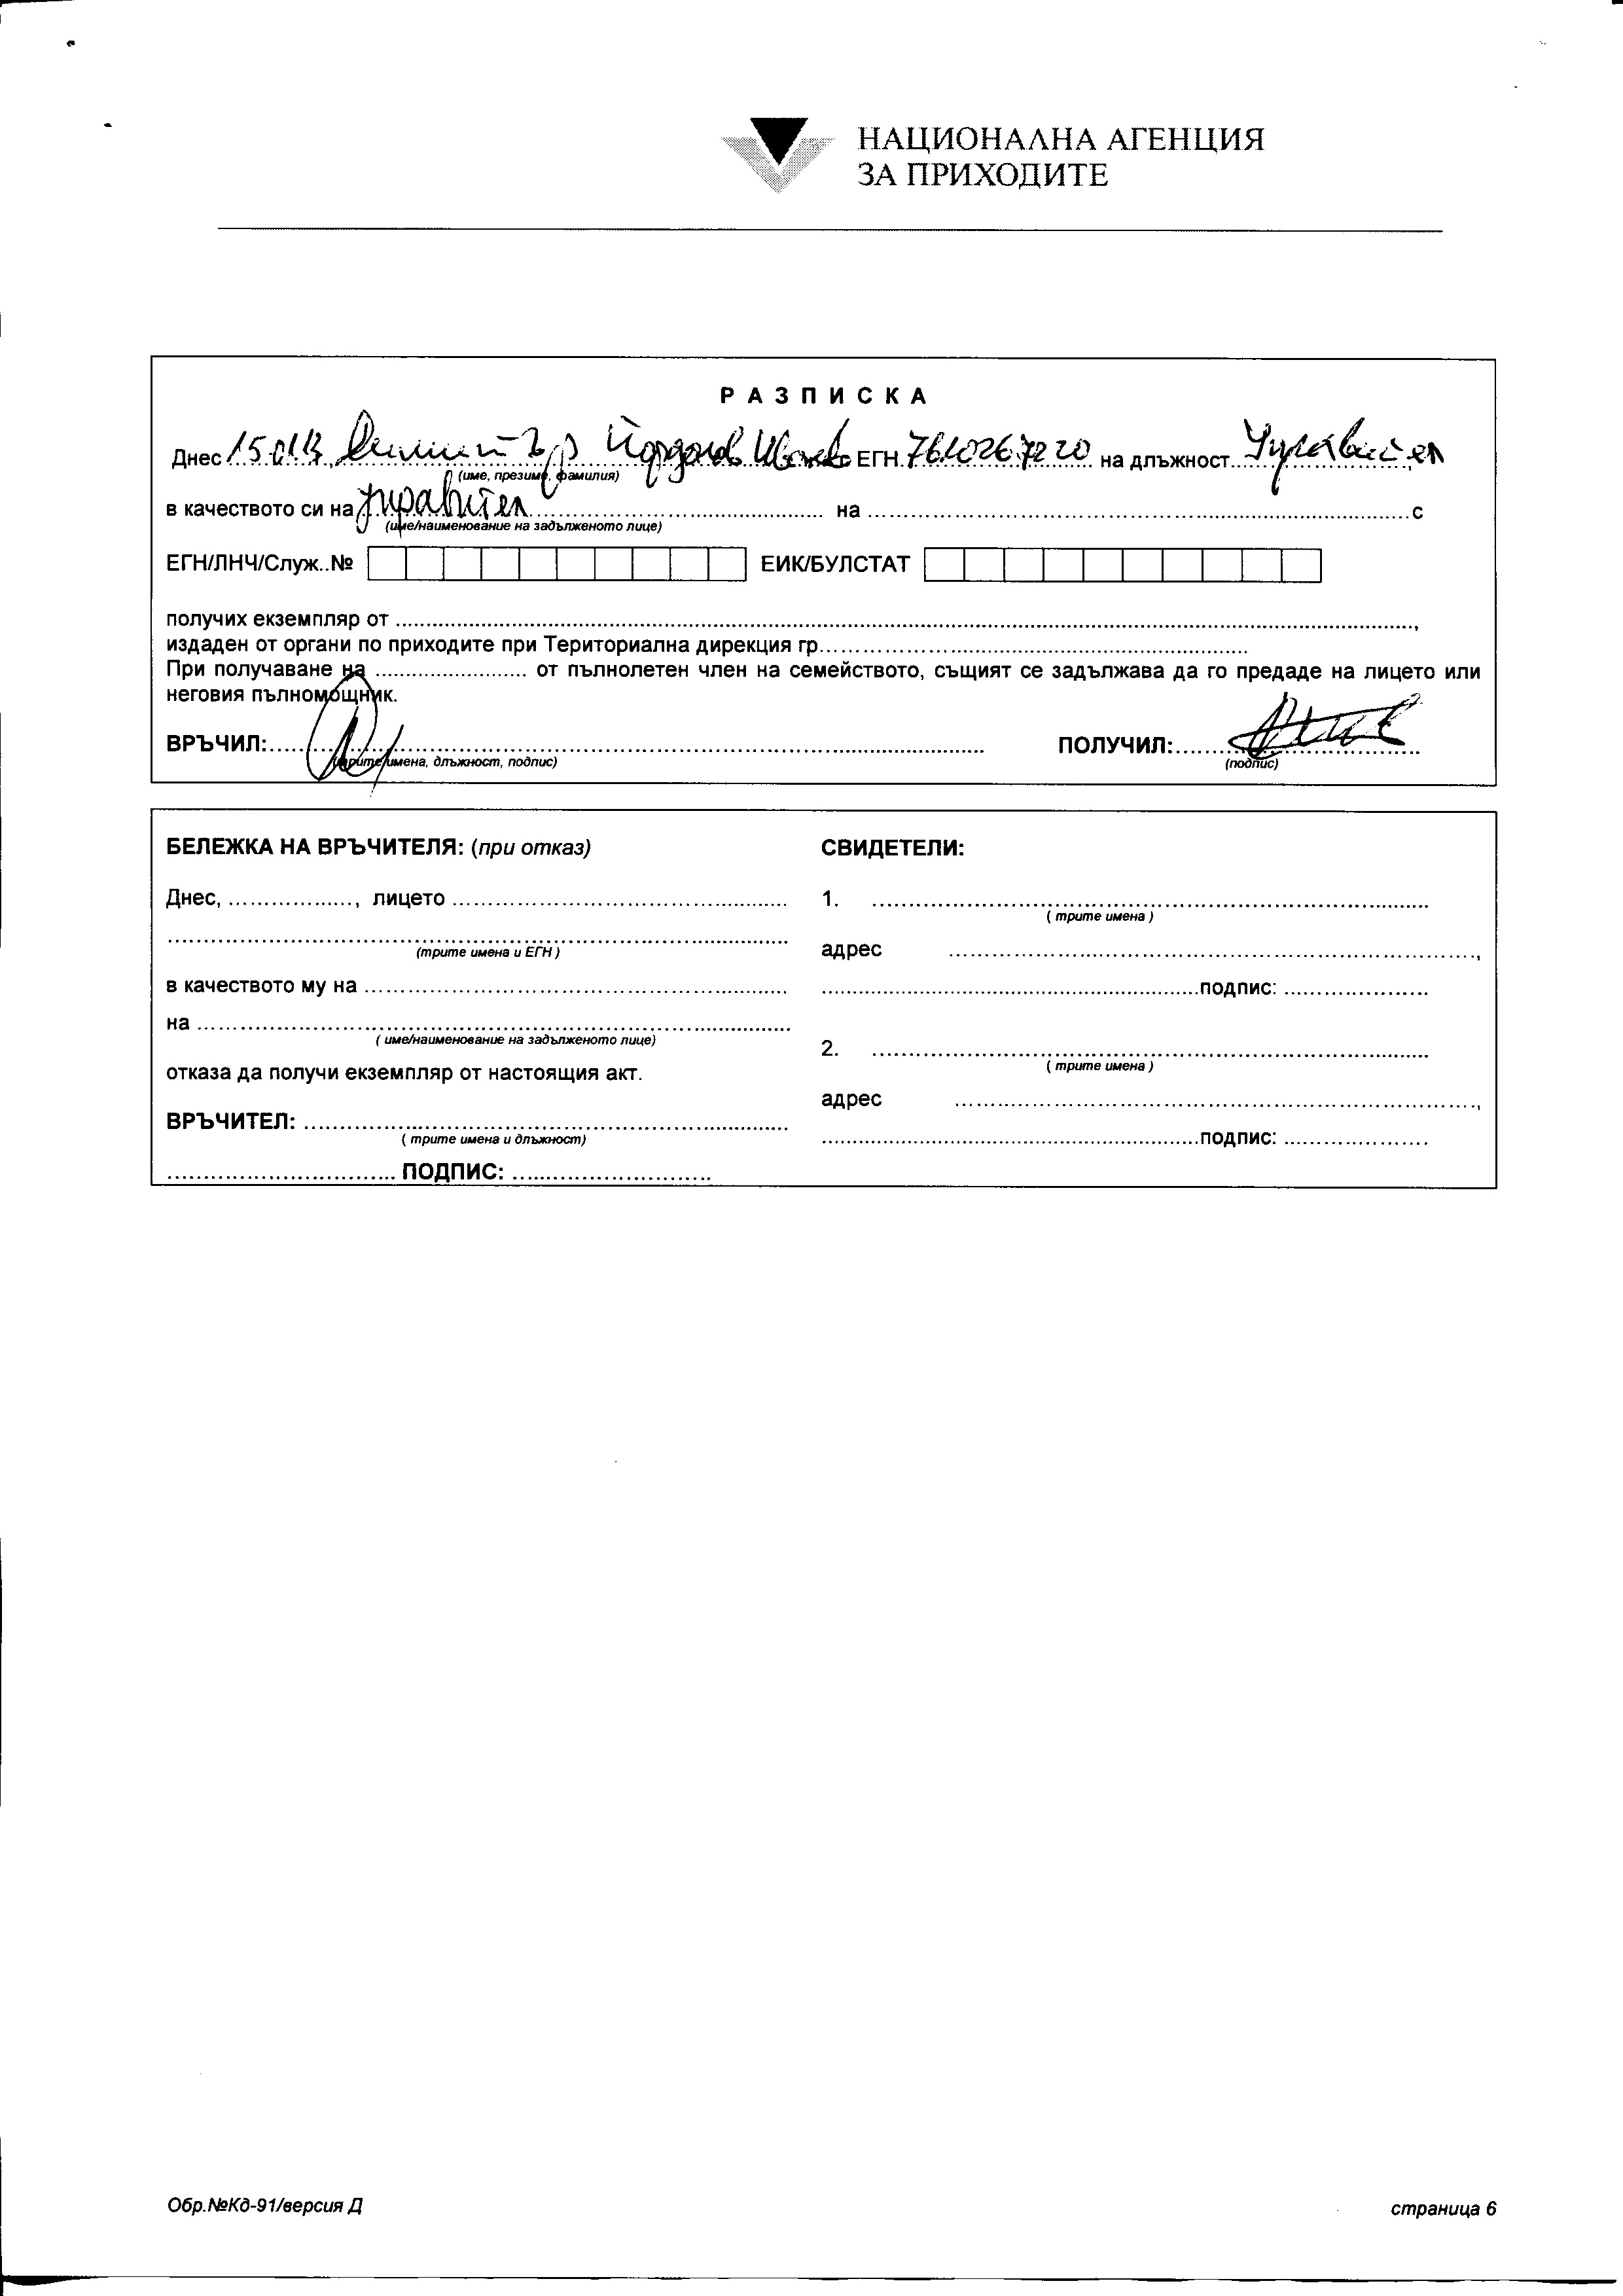 НАЦИОНАЛНА АГЕНЦИЯ
ЗА ПРИХОДИТЕ
РАЗПИСКА
Днес 15.01.13, Димитър Йорданов Иванов ЕГН 7610267220 на длъжност Управител
(име, презиме, фамилия)
в качеството си на управител на с
(име/наименование на задълженото лице)
ЕГН/ЛНЧ/Служ..№ ЕИК/БУЛСТАТ
получих екземпляр от ,
издаден от органи по приходите при Териториална дирекция гр.
При получаване на от пълнолетен член на семейството, същият се задължава да го предаде на лицето или
неговия пълномощник.
ВРЪЧИЛ: ПОЛУЧИЛ:
(трите имена, длъжност, подпис) (подпис)
БЕЛЕЖКА НА ВРЪЧИТЕЛЯ: (при отказ) СВИДЕТЕЛИ:
Днес, , лицето 1.
( трите имена )
(трите имена и ЕГН ) адрес ,
в качеството му на подпис:
на
( име/наименование на задълженото лице) 2.
( трите имена )
отказа да получи екземпляр от настоящия акт.
адрес ,
ВРЪЧИТЕЛ:
( трите имена и длъжност) подпис:
ПОДПИС:
Обр.№Кд-91/версия Д страница 6